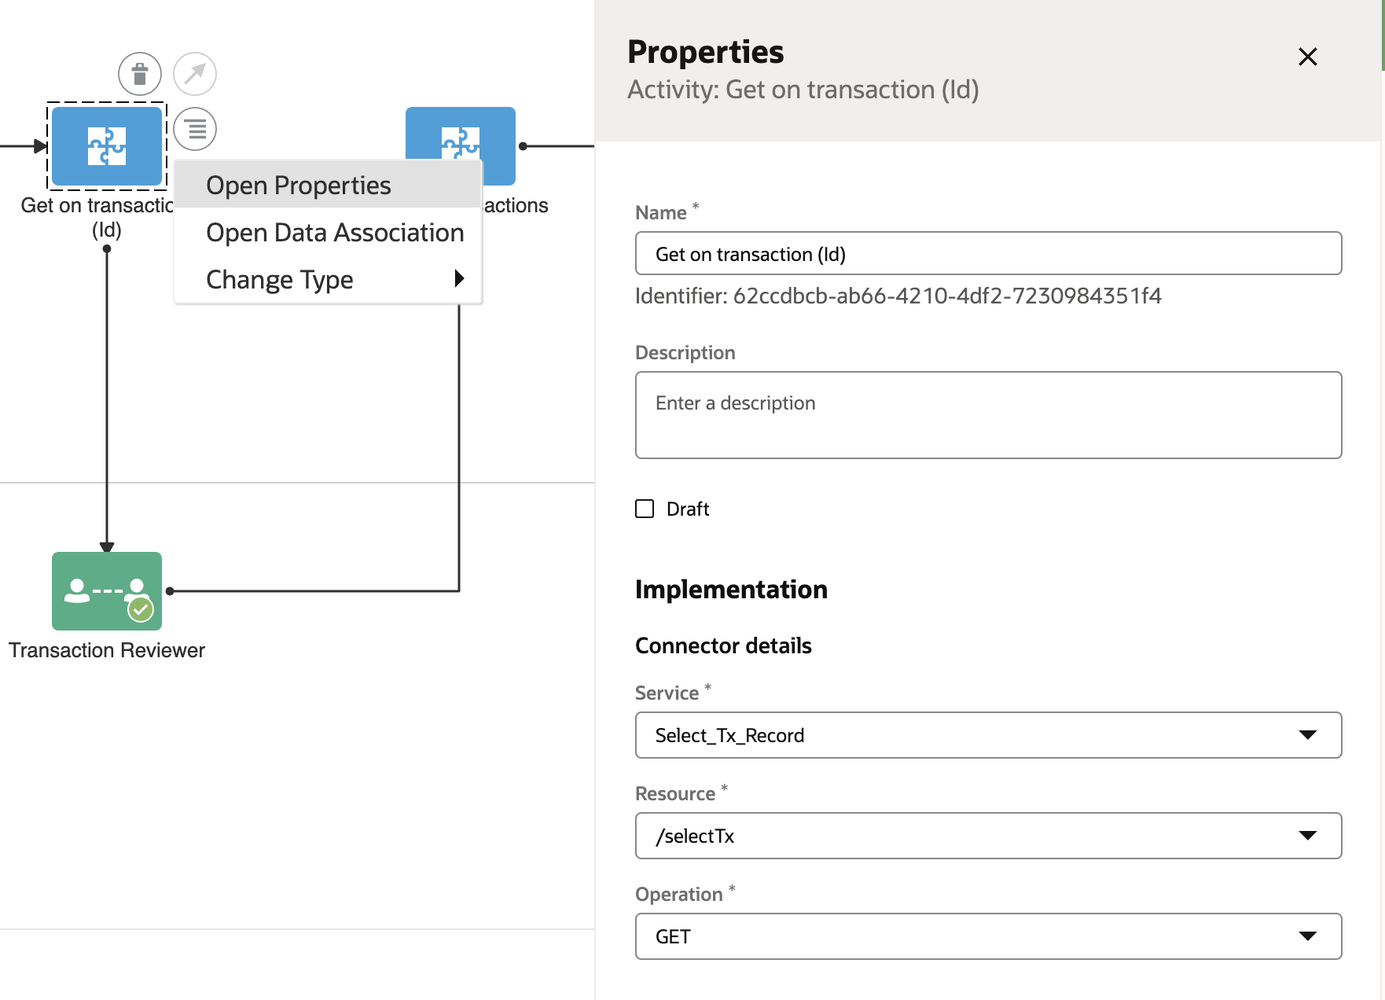 Get on transactio
(Id)
Open Properties
Open Data Association
Change Type
actions
Transaction Reviewer
Properties
Activity: Get on transaction (Id)
Name *
Get on transaction (Id)
Identifier: 62ccdbcb-ab66-4210-4df2-7230984351f4
Description
Enter a description
Draft
Implementation
Connector details
Service *
Select_Tx_Record
Resource *
/selectTx
Operation *
GET